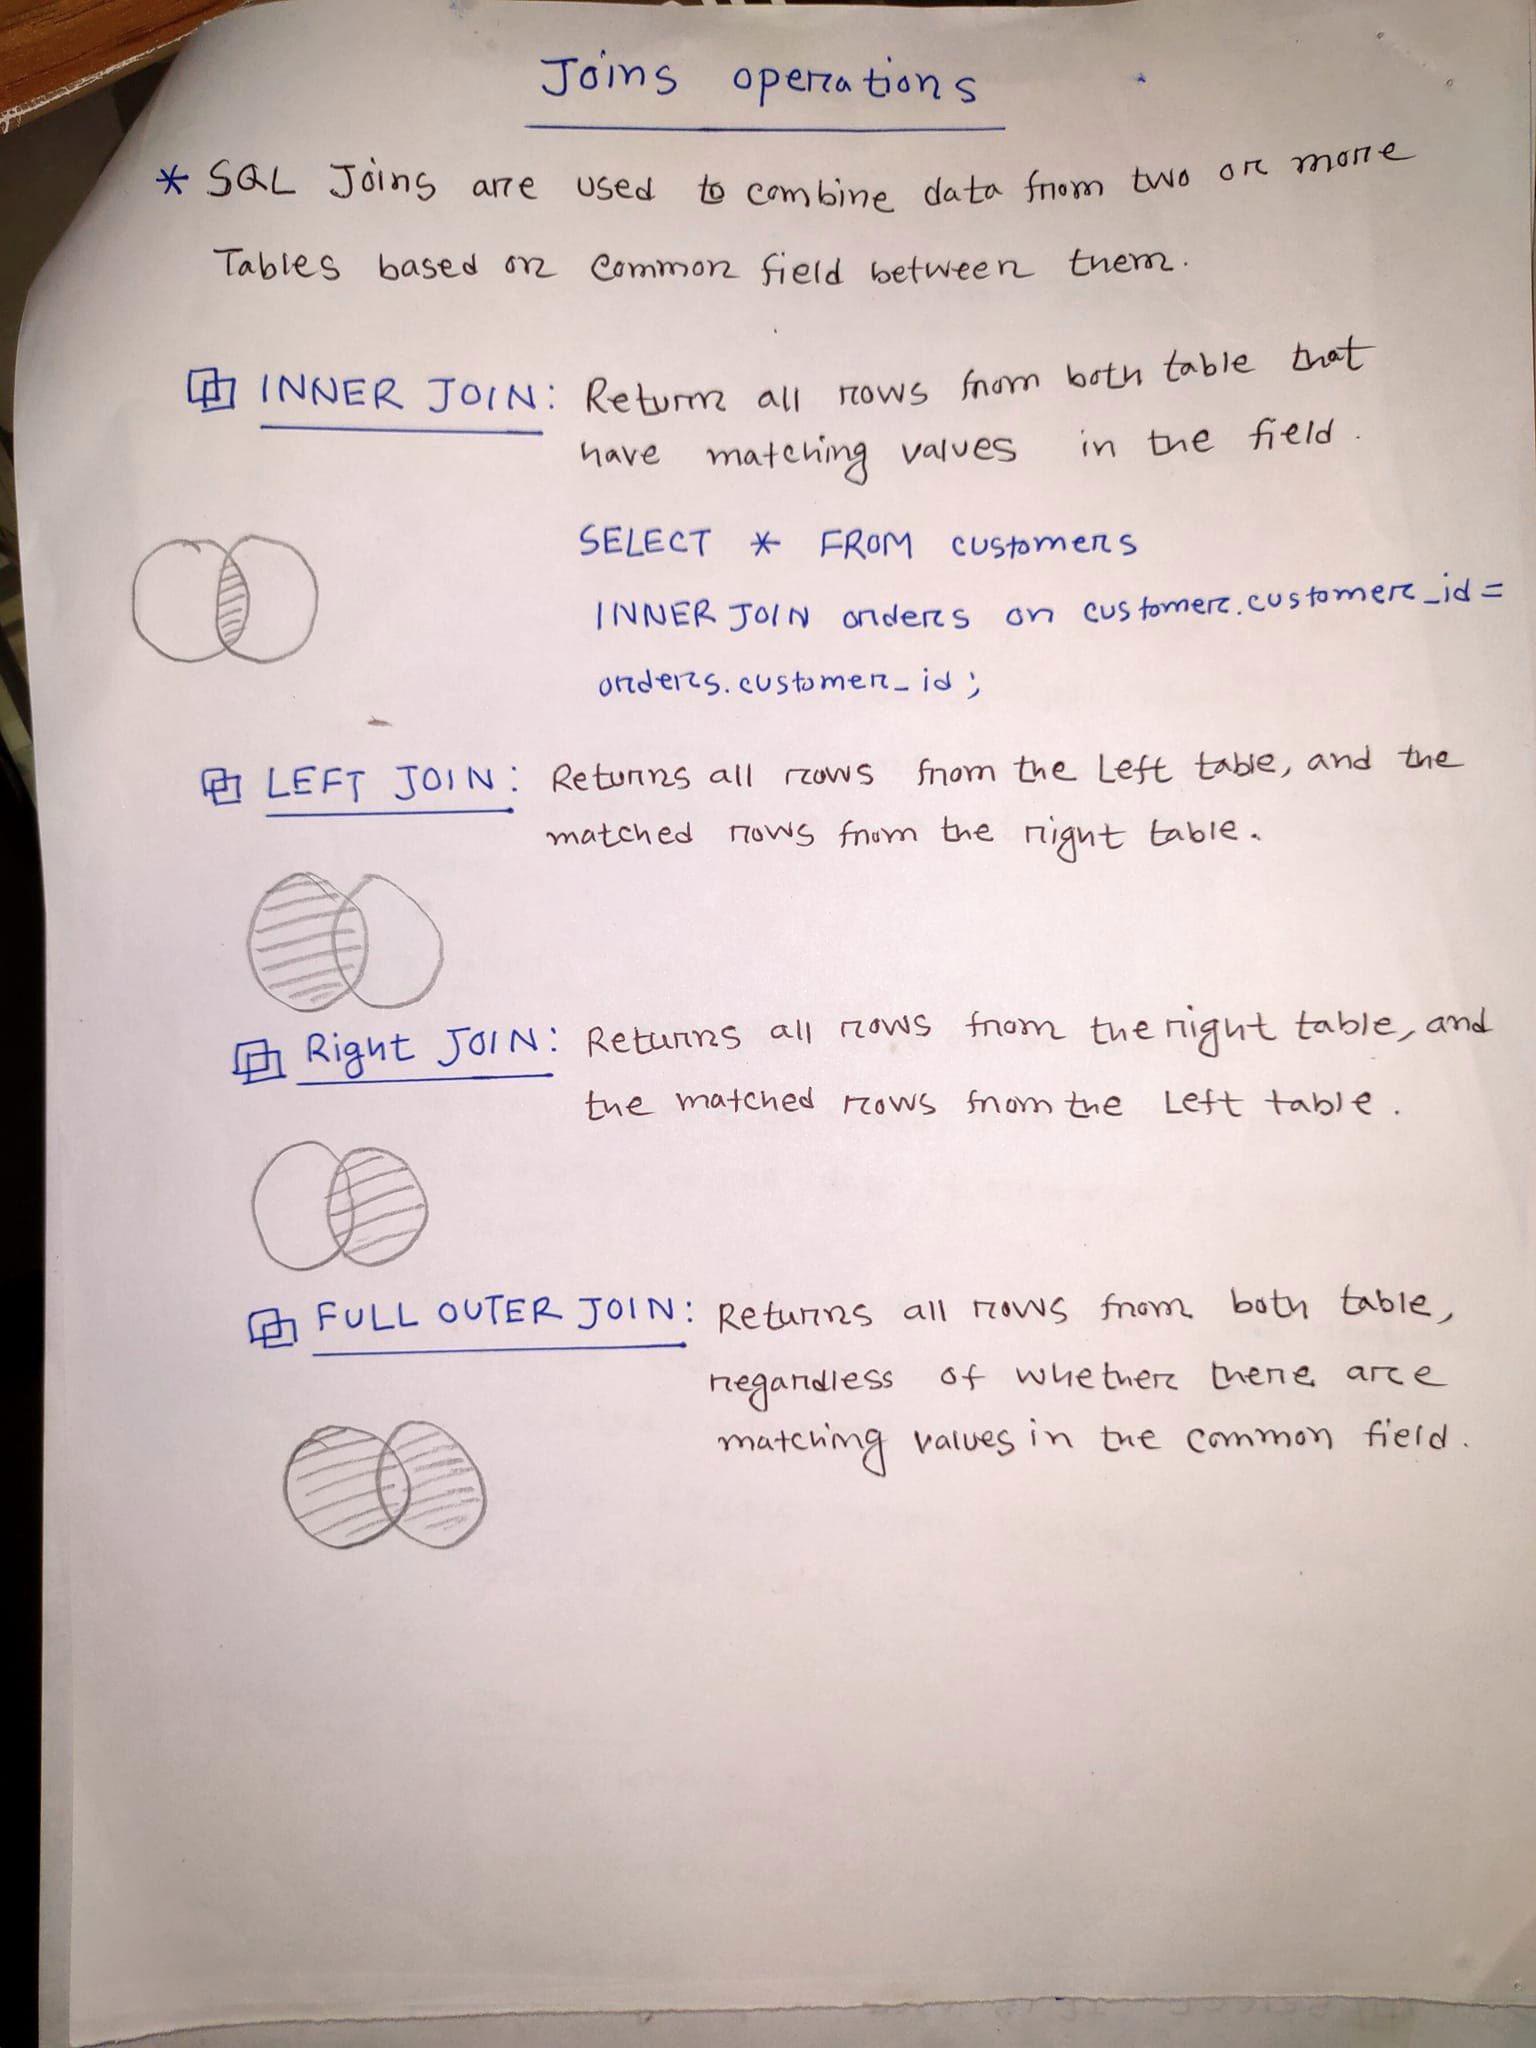 Joins operations
* SQL Joins are used to combine data from two or more
Tables based on common field between them.
INNER JOIN: Return all rows from both table that
have matching values in the field.
SELECT * FROM customers
INNER JOIN orders on customer.customer_id =
orders.customer_id;
LEFT JOIN: Returns all rows from the Left table, and the
matched rows from the right table.
Right JOIN: Returns all rows from the right table, and
the matched rows from the Left table.
FULL OUTER JOIN: Returns all rows from both table,
regardless of whether there are
matching values in the common field.